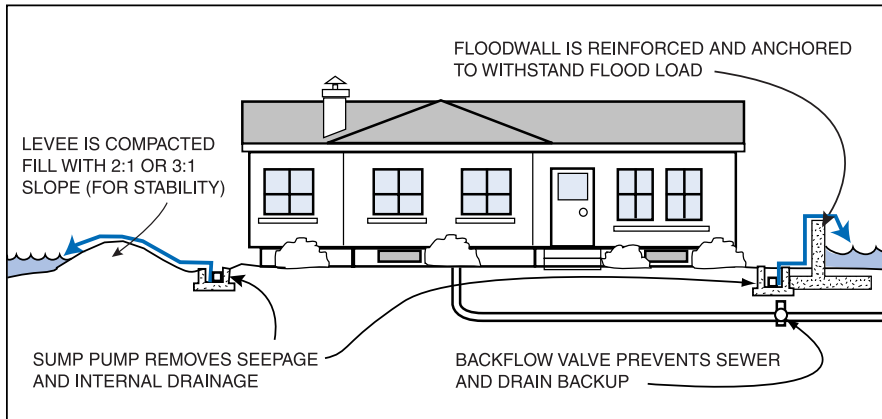 FLOODWALL IS REINFORCED AND ANCHORED
TO WITHSTAND FLOOD LOAD
LEVEE IS COMPACTED
FILL WITH 2:1 OR 3:1
SLOPE (FOR STABILITY)
SUMP PUMP REMOVES SEEPAGE
AND INTERNAL DRAINAGE
BACKFLOW VALVE PREVENTS SEWER
AND DRAIN BACKUP